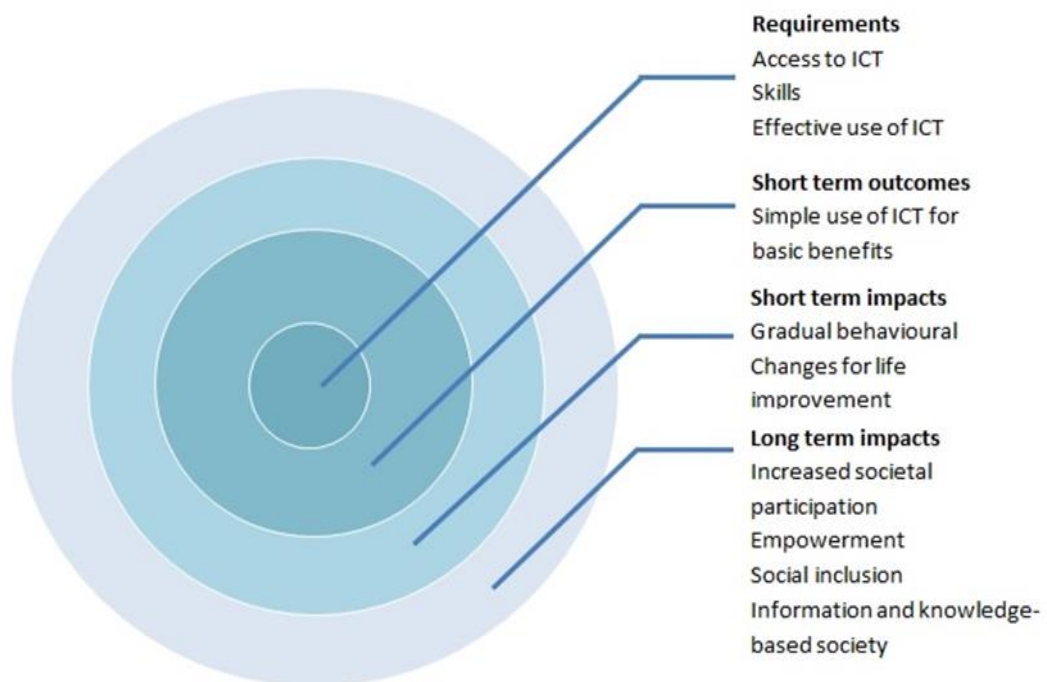 Requirements
Access to ICT
Skills
Effective use of ICT
Short term outcomes
Simple use of ICT for
basic benefits
Short term impacts
Gradual behavioural
Changes for life
improvement
Long term impacts
Increased societal
participation
Empowerment
Social inclusion
Information and knowledge-
based society